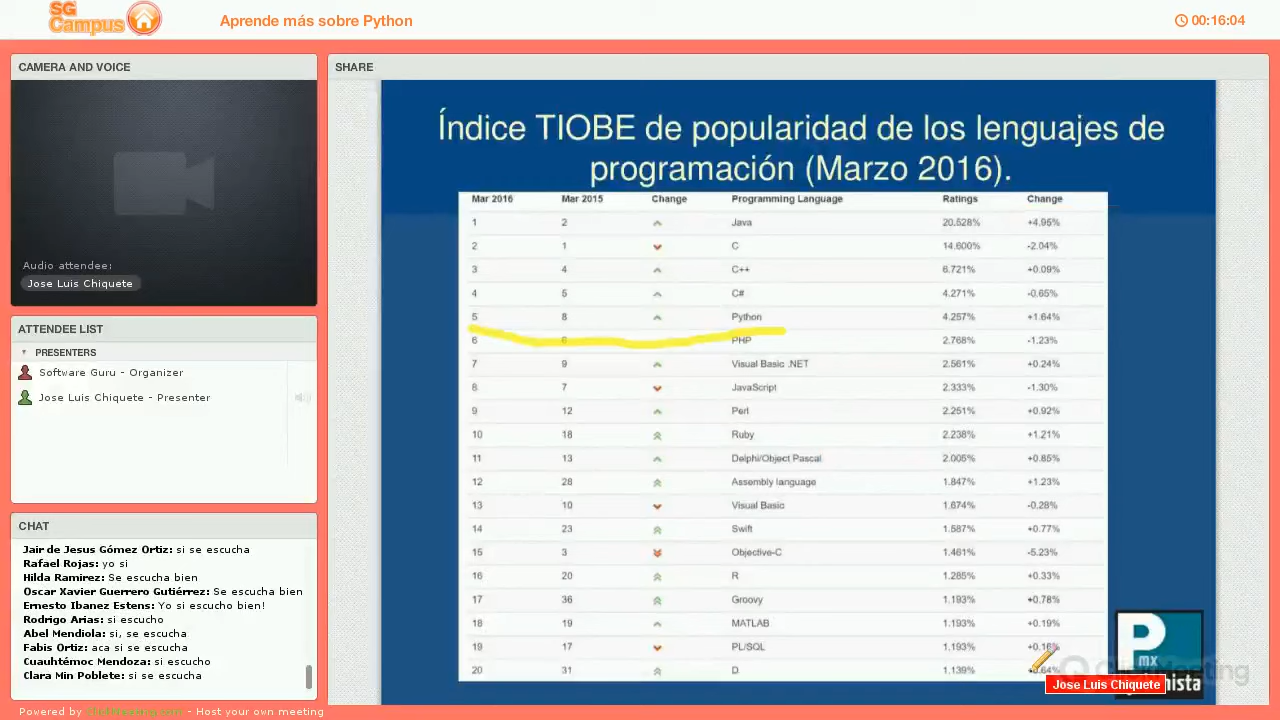 SG
Campus
Aprende más sobre Python
00:16:04
CAMERA AND VOICE
Audio attendee:
Jose Luis Chiquete
ATTENDEE LIST
PRESENTERS
Software Guru - Organizer
Jose Luis Chiquete - Presenter
CHAT
Jair de Jesus Gómez Ortiz: si se escucha
Rafael Rojas: yo si
Hilda Ramirez: Se escucha bien
Oscar Xavier Guerrero Gutiérrez: Se escucha bien
Ernesto Ibanez Estens: Yo si escucho bien!
Rodrigo Arias: si escucho
Abel Mendiola: si, se escucha
Fabis Ortiz: aca si se escucha
Cuauhtémoc Mendoza: si escucho
Clara Min Poblete: si se escucha
Powered by ClickMeeting.com - Host your own meeting
SHARE
Índice TIOBE de popularidad de los lenguajes de
programación (Marzo 2016).
Mar 2016 Mar 2015 Change Programming Language Ratings Change
1 2 Java 20.528% +4.95%
2 1 C 14.600% -2.04%
3 4 C++ 6.721% +0.09%
4 5 C# 4.271% -0.65%
5 8 Python 4.257% +1.64%
6 6 PHP 2.768% -1.23%
7 9 Visual Basic .NET 2.561% +0.24%
8 7 JavaScript 2.333% -1.30%
9 12 Perl 2.251% +0.92%
10 18 Ruby 2.238% +1.21%
11 13 Delphi/Object Pascal 2.005% +0.85%
12 28 Assembly language 1.847% +1.23%
13 10 Visual Basic 1.674% -0.28%
14 23 Swift 1.587% +0.77%
15 3 Objective-C 1.461% -5.23%
16 20 R 1.285% +0.33%
17 36 Groovy 1.193% +0.78%
18 19 MATLAB 1.193% +0.19%
19 17 PL/SQL 1.193% +0.16%
20 31 D 1.139% +0.64%
P
mx
ClickMeeting
Jose Luis Chiquete